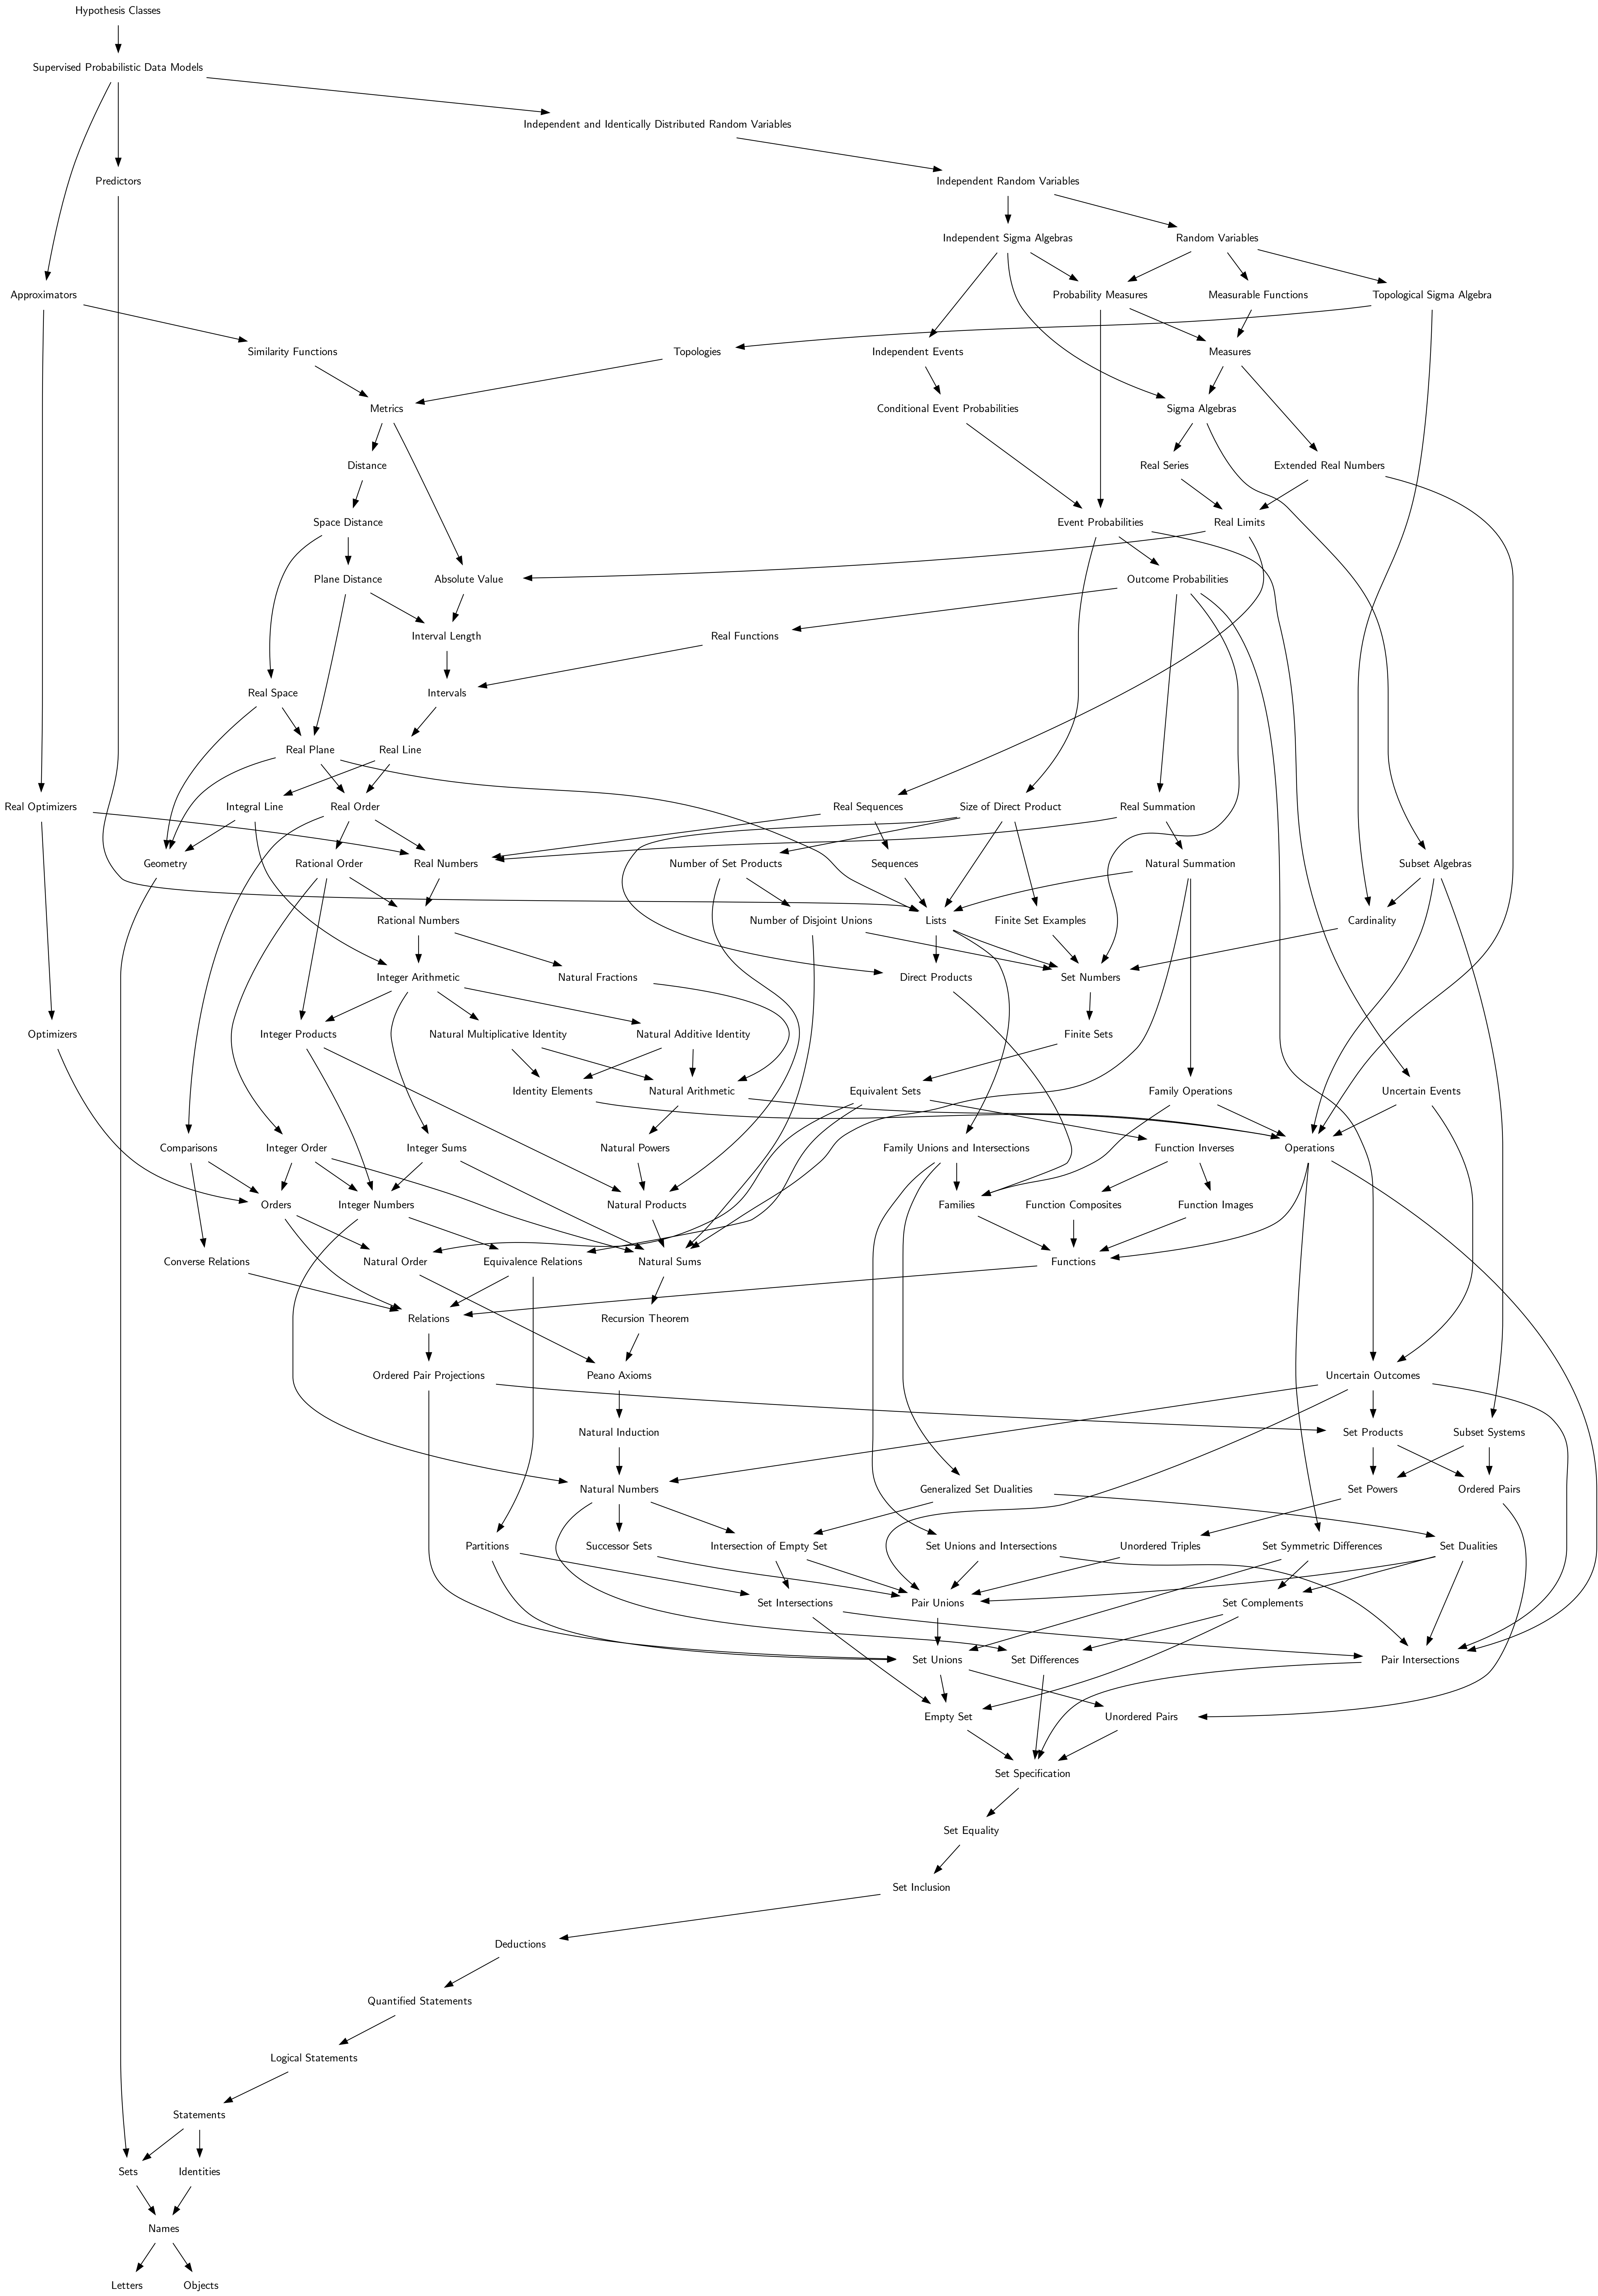 Hypothesis Classes
Supervised Probabilistic Data Models
Independent and Identically Distributed Random Variables
Predictors
Independent Random Variables
Independent Sigma Algebras
Random Variables
Approximators
Probability Measures
Measurable Functions
Topological Sigma Algebra
Similarity Functions
Topologies
Independent Events
Measures
Metrics
Conditional Event Probabilities
Sigma Algebras
Distance
Real Series
Extended Real Numbers
Space Distance
Event Probabilities
Real Limits
Plane Distance
Absolute Value
Outcome Probabilities
Interval Length
Real Functions
Real Space
Intervals
Real Plane
Real Line
Real Optimizers
Integral Line
Real Order
Real Sequences
Size of Direct Product
Real Summation
Geometry
Rational Order
Real Numbers
Number of Set Products
Sequences
Natural Summation
Subset Algebras
Rational Numbers
Number of Disjoint Unions
Lists
Finite Set Examples
Cardinality
Integer Arithmetic
Natural Fractions
Direct Products
Set Numbers
Optimizers
Integer Products
Natural Multiplicative Identity
Natural Additive Identity
Finite Sets
Identity Elements
Natural Arithmetic
Equivalent Sets
Family Operations
Uncertain Events
Comparisons
Integer Order
Integer Sums
Natural Powers
Family Unions and Intersections
Function Inverses
Operations
Orders
Integer Numbers
Natural Products
Families
Function Composites
Function Images
Converse Relations
Natural Order
Equivalence Relations
Natural Sums
Functions
Relations
Recursion Theorem
Ordered Pair Projections
Peano Axioms
Uncertain Outcomes
Natural Induction
Set Products
Subset Systems
Natural Numbers
Generalized Set Dualities
Set Powers
Ordered Pairs
Partitions
Successor Sets
Intersection of Empty Set
Set Unions and Intersections
Unordered Triples
Set Symmetric Differences
Set Dualities
Set Intersections
Pair Unions
Set Complements
Set Unions
Set Differences
Pair Intersections
Empty Set
Unordered Pairs
Set Specification
Set Equality
Set Inclusion
Deductions
Quantified Statements
Logical Statements
Statements
Sets
Identities
Names
Letters
Objects